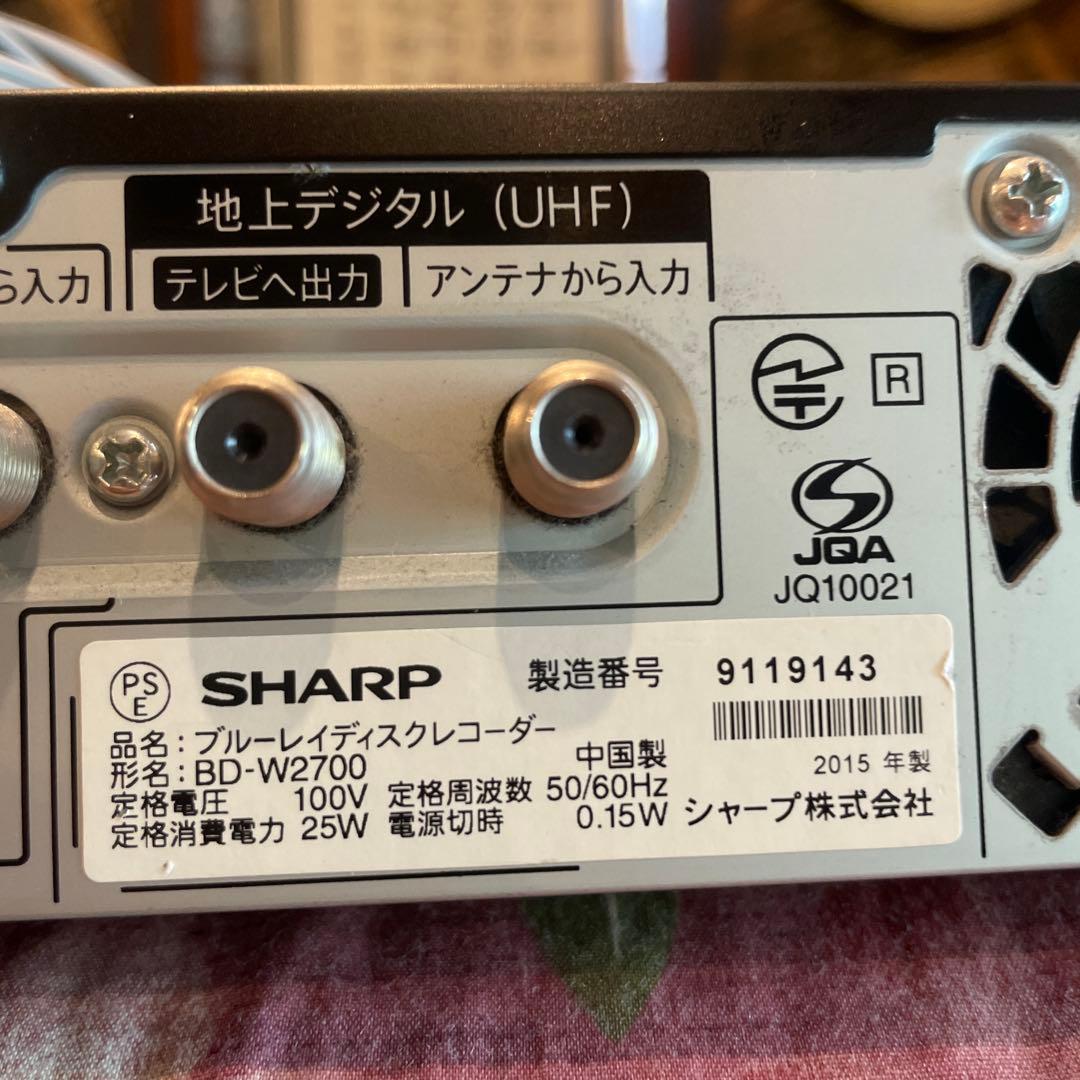 地上デジタル（UHF）
ら入力
テレビへ出力
アンテナから入力
R
JQA
JQ10021
PSE SHARP 製造番号 9119143
品名：ブルーレイディスクレコーダー
形名：BD-W2700 中国製 2015 年製
定格電圧 100V 定格周波数 50/60Hz
定格消費電力 25W 電源切時 0.15W シャープ株式会社